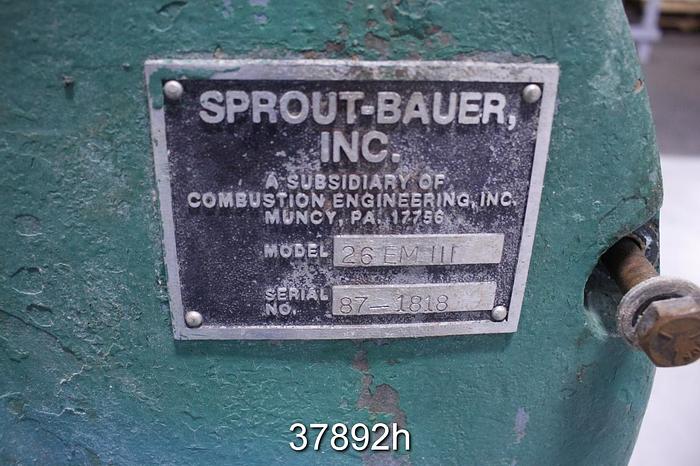 SPROUT-BAUER,
INC.
A SUBSIDIARY OF
COMBUSTION ENGINEERING, INC.
MUNCY, PA. 17756
MODEL 26 EM III
SERIAL
NO. 87-1818
37892h